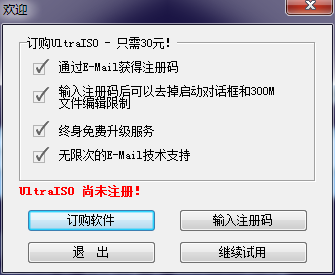 欢迎
订购UltraISO - 只需30元!
通过E-Mail获得注册码
输入注册码后可以去掉启动对话框和300M
文件编辑限制
终身免费升级服务
无限次的E-Mail技术支持
UltraISO 尚未注册!
订购软件
输入注册码
退 出
继续试用